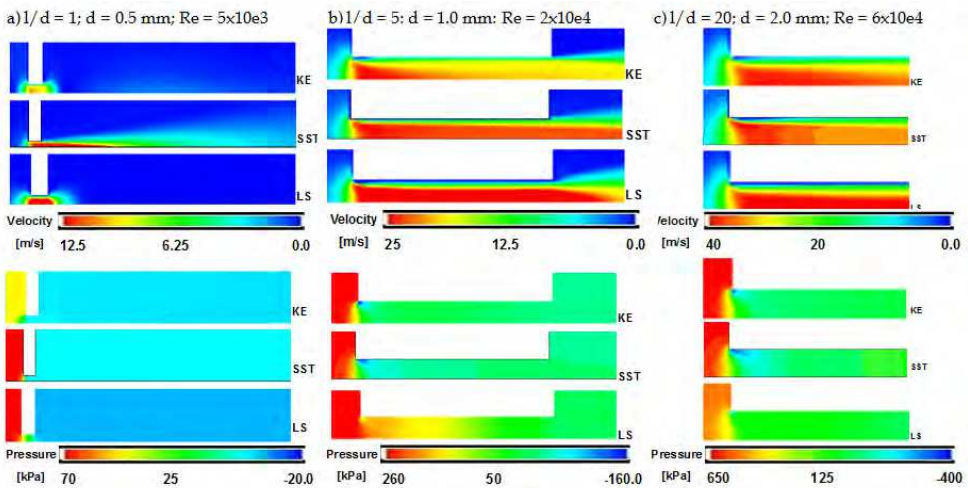 a) l/d = 1; d = 0.5 mm; Re = 5x10e3
b) l/d = 5: d = 1.0 mm: Re = 2x10e4
c) l/d = 20; d = 2.0 mm; Re = 6x10e4
KE
SST
LS
KE
SST
LS
KE
SST
LS
Velocity
[m/s] 12.5 6.25 0.0
Velocity
[m/s] 25 12.5 0.0
Velocity
[m/s] 40 20 0.0
KE
SST
LS
KE
SST
LS
KE
SST
LS
Pressure
[kPa] 70 25 -20.0
Pressure
[kPa] 260 50 -160.0
Pressure
[kPa] 650 125 -400